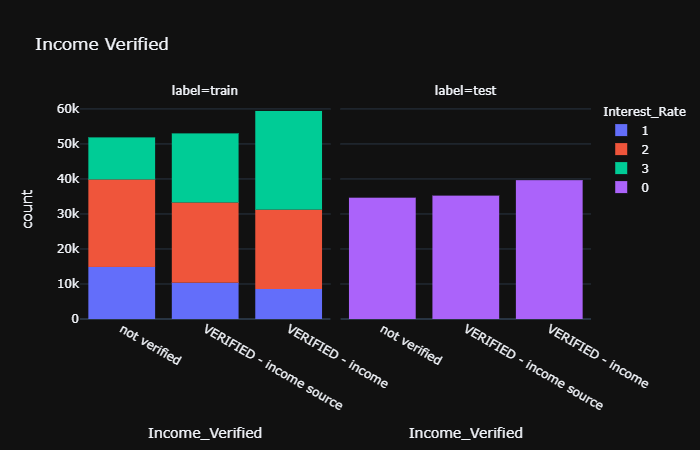 Income Verified
label=train
label=test
Interest_Rate
1
2
3
0
count
60k
50k
40k
30k
20k
10k
0
not verified
VERIFIED - income source
VERIFIED - income
not verified
VERIFIED - income source
VERIFIED - income
Income_Verified
Income_Verified